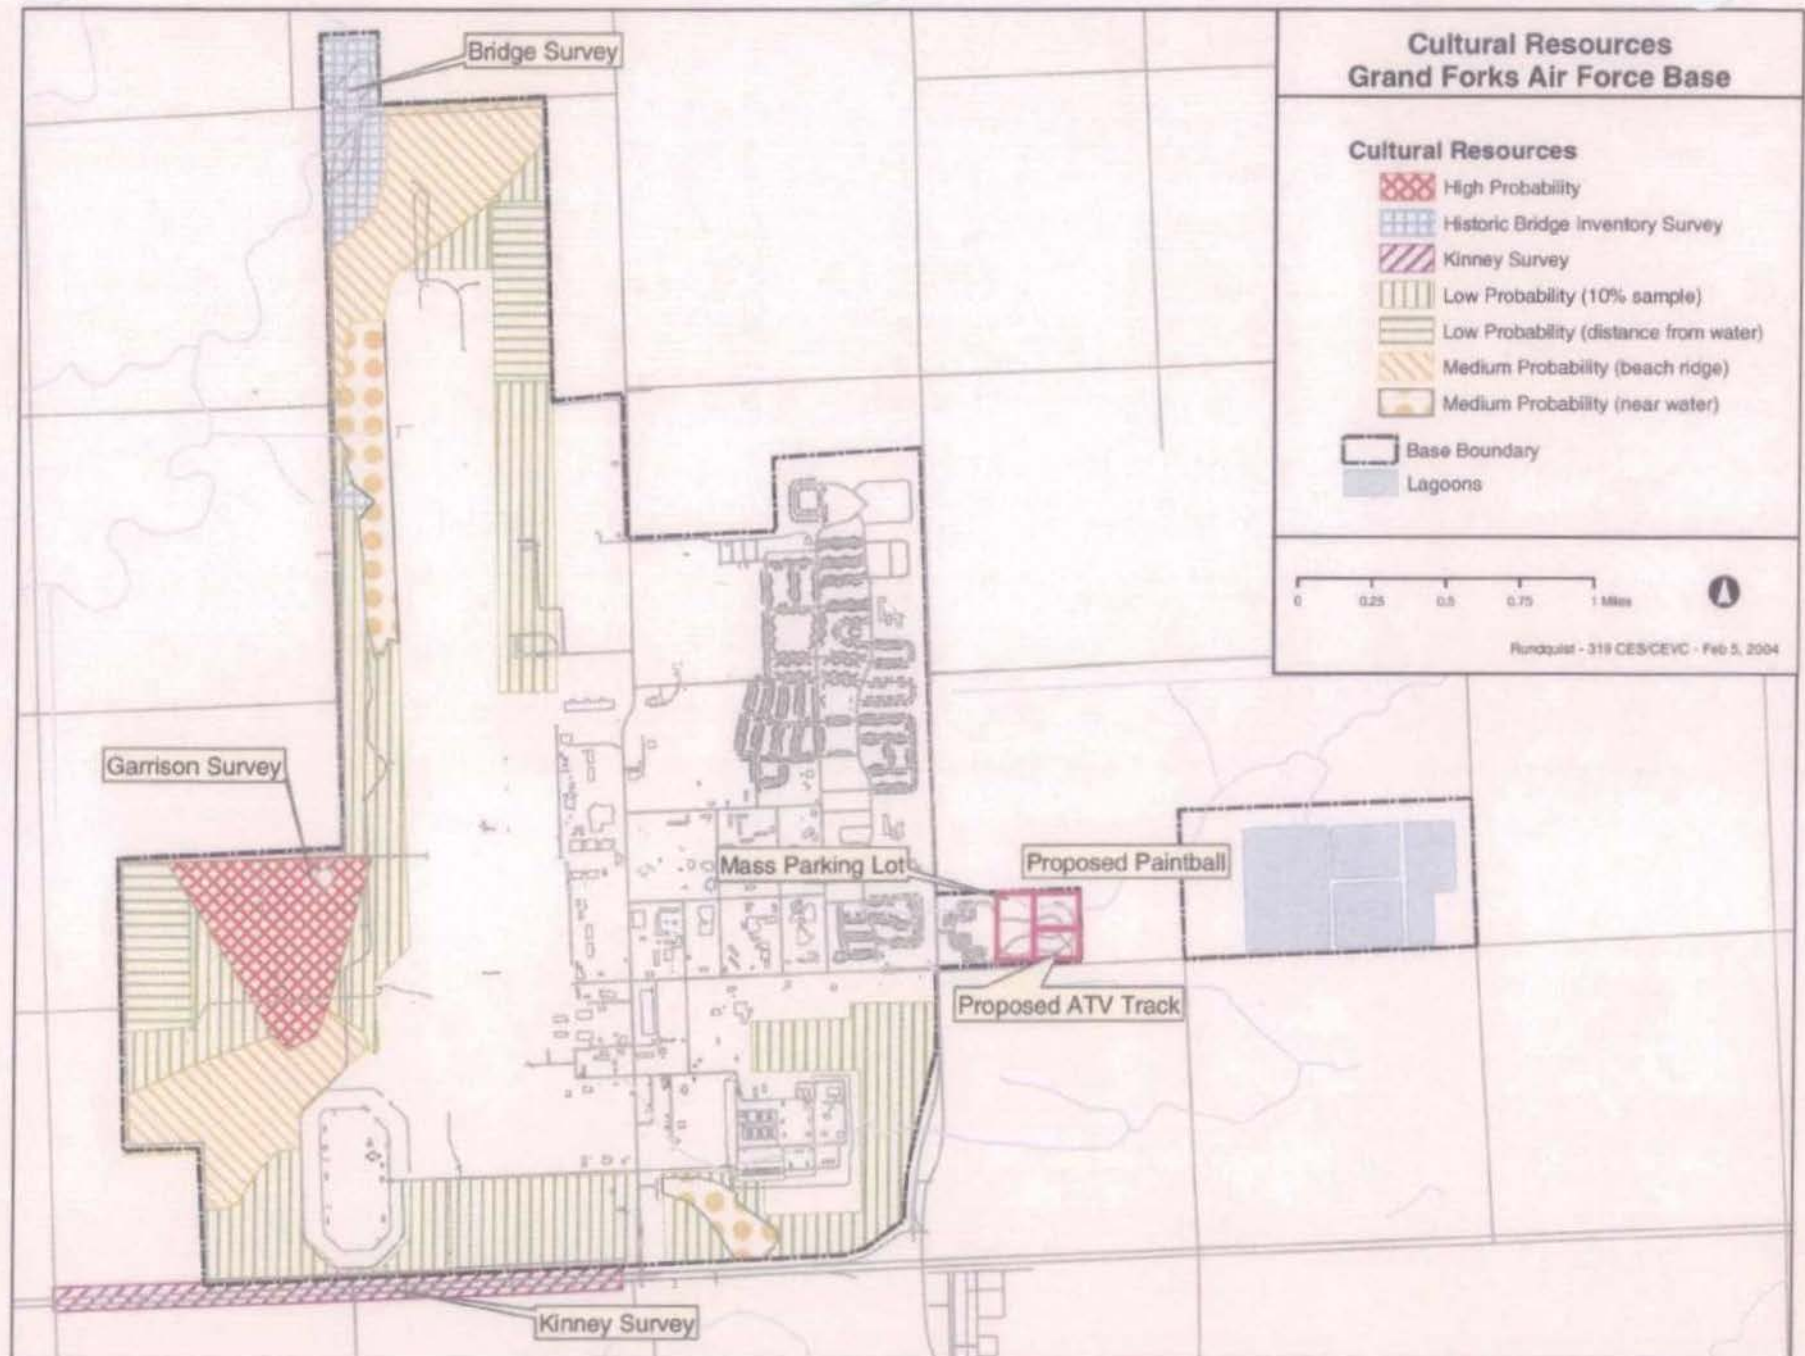 Cultural Resources
Grand Forks Air Force Base
Cultural Resources
High Probability
Historic Bridge Inventory Survey
Kinney Survey
Low Probability (10% sample)
Low Probability (distance from water)
Medium Probability (beach ridge)
Medium Probability (near water)
Base Boundary
Lagoons
0 0.25 0.5 0.75 1 Miles
Rundquist - 319 CES/CEVC - Feb 5, 2004
Bridge Survey
Garrison Survey
Mass Parking Lot
Proposed Paintball
Proposed ATV Track
Kinney Survey